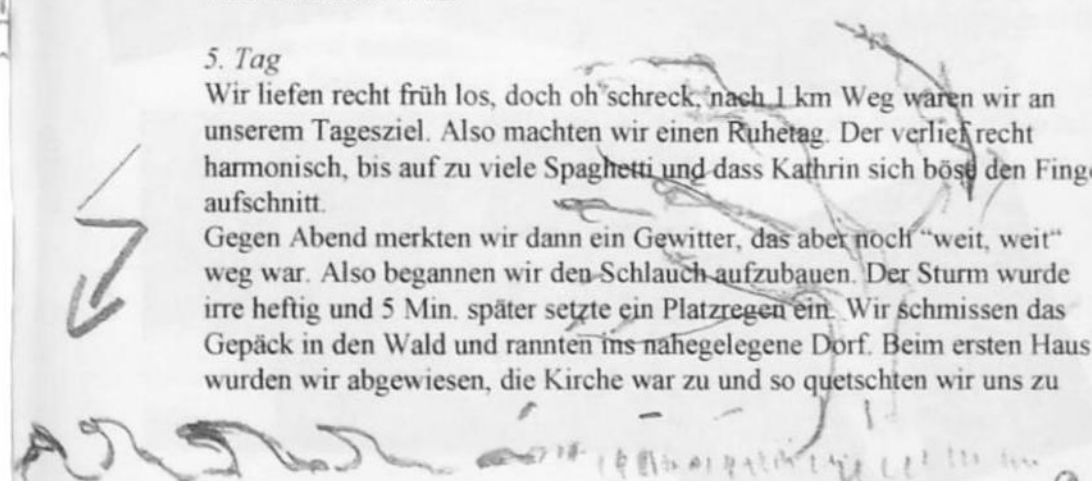 5. Tag
Wir liefen recht früh los, doch oh schreck, nach 1 km Weg waren wir an
unserem Tagesziel. Also machten wir einen Ruhetag. Der verlief recht
harmonisch, bis auf zu viele Spaghetti und dass Kathrin sich böse den Finge
aufschnitt.
Gegen Abend merkten wir dann ein Gewitter, das aber noch “weit, weit“
weg war. Also begannen wir den Schlauch aufzubauen. Der Sturm wurde
irre heftig und 5 Min. später setzte ein Platzregen ein. Wir schmissen das
Gepäck in den Wald und rannten ins nahegelegene Dorf. Beim ersten Haus
wurden wir abgewiesen, die Kirche war zu und so quetschten wir uns zu